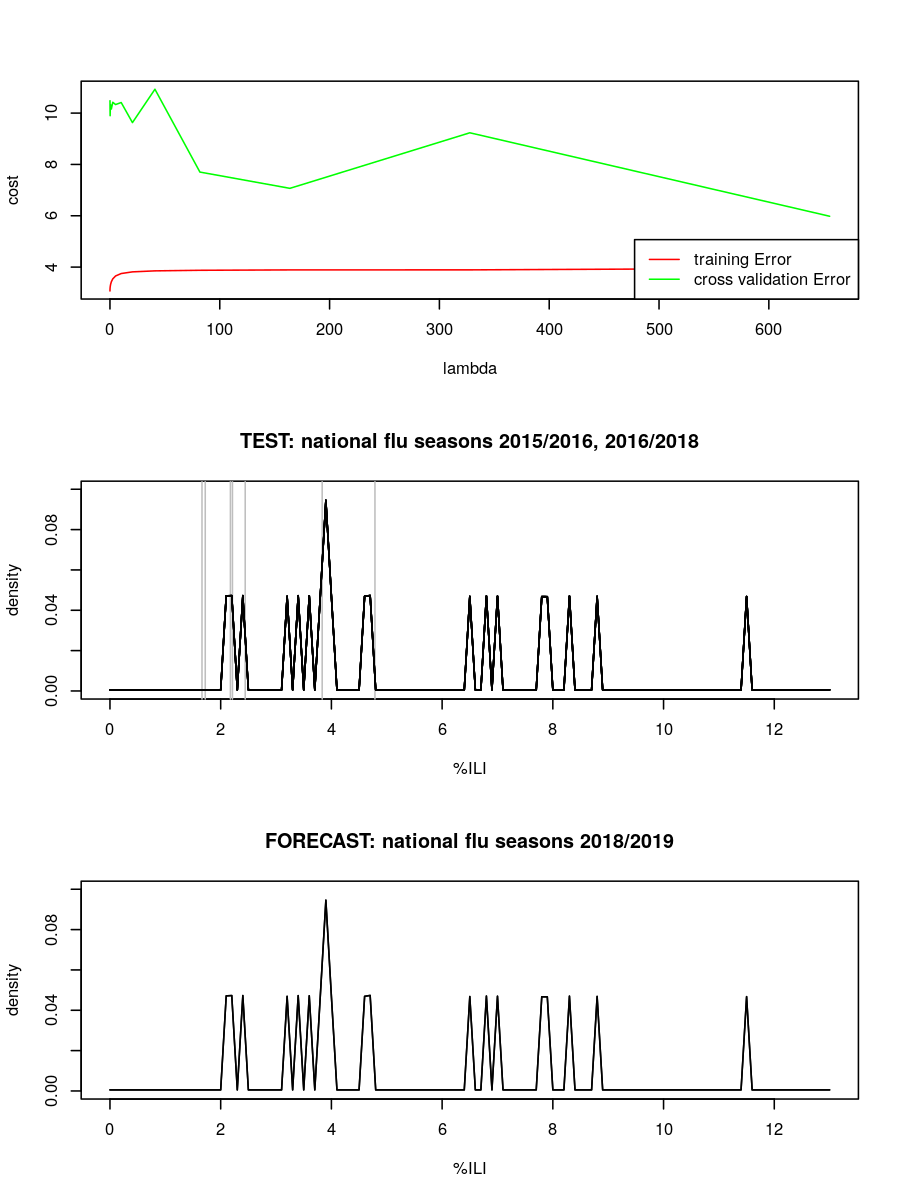 cost
10
8
6
4
training Error
cross validation Error
0 100 200 300 400 500 600
lambda
TEST: national flu seasons 2015/2016, 2016/2018
density
0.08
0.04
0.00
0 2 4 6 8 10 12
%ILI
FORECAST: national flu seasons 2018/2019
density
0.08
0.04
0.00
0 2 4 6 8 10 12
%ILI